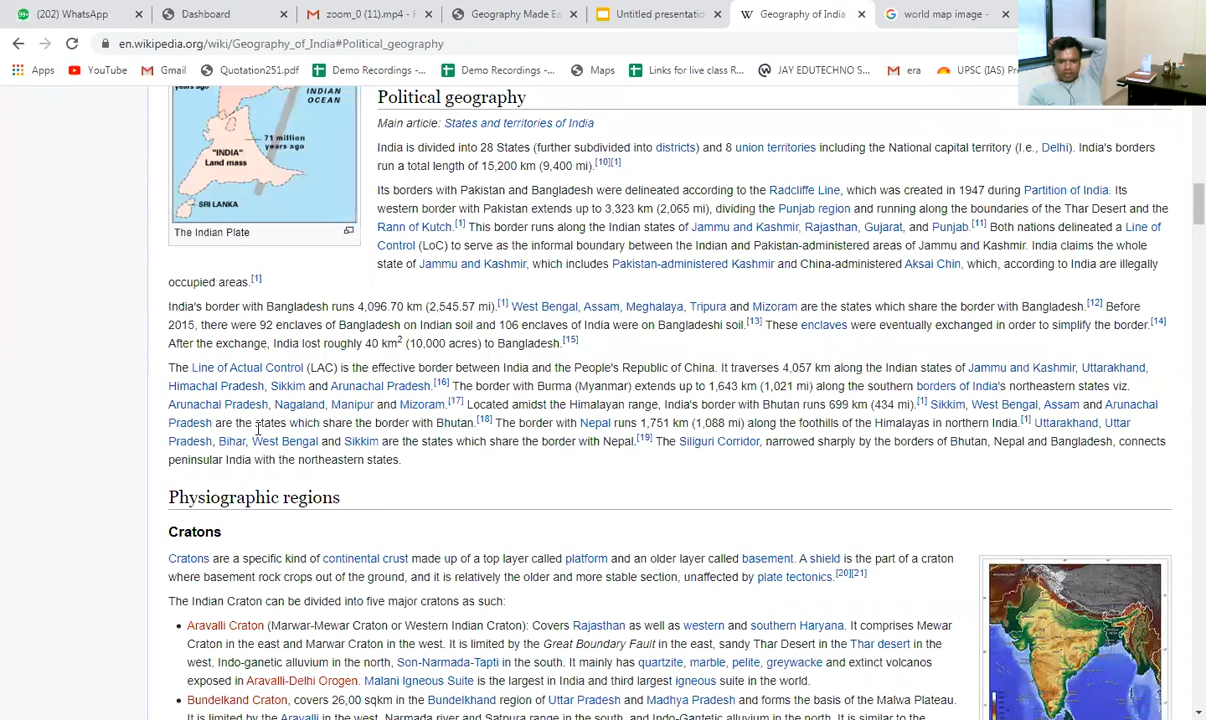 (202) WhatsApp
Dashboard
zoom_0 (11).mp4 -
Geography Made Ea
Untitled presentatio
Geography of India
world map image -
en.wikipedia.org/wiki/Geography_of_India#Political_geography
Apps
YouTube
Gmail
Quotation251.pdf
Demo Recordings -...
Demo Recordings -...
Maps
Links for live class R...
JAY EDUTECHNO S...
era
UPSC (IAS) Pr
years ago
INDIAN
OCEAN
71 million
years ago
"INDIA"
Land mass
SRI LANKA
The Indian Plate
Political geography
Main article: States and territories of India
India is divided into 28 States (further subdivided into districts) and 8 union territories including the National capital territory (I.e., Delhi). India's borders
run a total length of 15,200 km (9,400 mi).[10][1]
Its borders with Pakistan and Bangladesh were delineated according to the Radcliffe Line, which was created in 1947 during Partition of India. Its
western border with Pakistan extends up to 3,323 km (2,065 mi), dividing the Punjab region and running along the boundaries of the Thar Desert and the
Rann of Kutch.[1] This border runs along the Indian states of Jammu and Kashmir, Rajasthan, Gujarat, and Punjab.[11] Both nations delineated a Line of
Control (LoC) to serve as the informal boundary between the Indian and Pakistan-administered areas of Jammu and Kashmir. India claims the whole
state of Jammu and Kashmir, which includes Pakistan-administered Kashmir and China-administered Aksai Chin, which, according to India are illegally
occupied areas.[1]
India's border with Bangladesh runs 4,096.70 km (2,545.57 mi).[1] West Bengal, Assam, Meghalaya, Tripura and Mizoram are the states which share the border with Bangladesh.[12] Before
2015, there were 92 enclaves of Bangladesh on Indian soil and 106 enclaves of India were on Bangladeshi soil.[13] These enclaves were eventually exchanged in order to simplify the border.[14]
After the exchange, India lost roughly 40 km2 (10,000 acres) to Bangladesh.[15]
The Line of Actual Control (LAC) is the effective border between India and the People's Republic of China. It traverses 4,057 km along the Indian states of Jammu and Kashmir, Uttarakhand,
Himachal Pradesh, Sikkim and Arunachal Pradesh.[16] The border with Burma (Myanmar) extends up to 1,643 km (1,021 mi) along the southern borders of India's northeastern states viz.
Arunachal Pradesh, Nagaland, Manipur and Mizoram.[17] Located amidst the Himalayan range, India's border with Bhutan runs 699 km (434 mi).[1] Sikkim, West Bengal, Assam and Arunachal
Pradesh are the states which share the border with Bhutan.[18] The border with Nepal runs 1,751 km (1,088 mi) along the foothills of the Himalayas in northern India.[1] Uttarakhand, Uttar
Pradesh, Bihar, West Bengal and Sikkim are the states which share the border with Nepal.[19] The Siliguri Corridor, narrowed sharply by the borders of Bhutan, Nepal and Bangladesh, connects
peninsular India with the northeastern states.
Physiographic regions
Cratons
Cratons are a specific kind of continental crust made up of a top layer called platform and an older layer called basement. A shield is the part of a craton
where basement rock crops out of the ground, and it is relatively the older and more stable section, unaffected by plate tectonics.[20][21]
The Indian Craton can be divided into five major cratons as such:
• Aravalli Craton (Marwar-Mewar Craton or Western Indian Craton): Covers Rajasthan as well as western and southern Haryana. It comprises Mewar
Craton in the east and Marwar Craton in the west. It is limited by the Great Boundary Fault in the east, sandy Thar Desert in the Thar desert in the
west, Indo-ganetic alluvium in the north, Son-Narmada-Tapti in the south. It mainly has quartzite, marble, pelite, greywacke and extinct volcanos
exposed in Aravalli-Delhi Orogen. Malani Igneous Suite is the largest in India and third largest igneous suite in the world.
• Bundelkand Craton, covers 26,00 sqkm in the Bundelkhand region of Uttar Pradesh and Madhya Pradesh and forms the basis of the Malwa Plateau.
It is limited by the Aravalli in the west, Narmada river and Satpura range in the south, and Indo-Gantetic alluvium in the north. It is similar to the